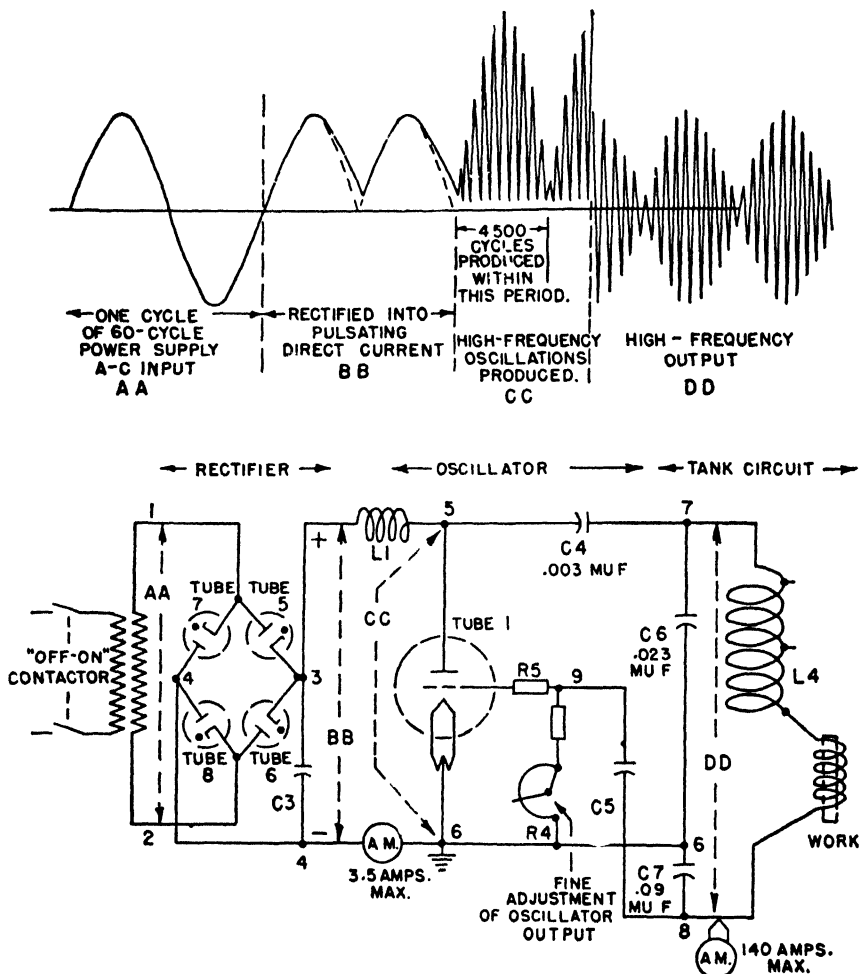 ONE CYCLE
OF 60-CYCLE
POWER SUPPLY
A-C INPUT
AA
RECTIFIED INTO
PULSATING
DIRECT CURRENT
BB
4500
CYCLES
PRODUCED
WITHIN
THIS PERIOD.
HIGH-FREQUENCY
OSCILLATIONS
PRODUCED.
CC
HIGH-FREQUENCY
OUTPUT
DD
RECTIFIER
OSCILLATOR
TANK CIRCUIT
1
5
7
+
L1
C4
.003 MUF
AA
TUBE
7
TUBE
5
CC
TUBE 1
C6
.023
MU F
L4
"OFF-ON"
CONTACTOR
4
3
R5
9
BB
DD
TUBE
8
TUBE
6
C3
C5
2
4
-
A.M.
3.5 AMPS.
MAX.
6
R4
6
WORK
FINE
ADJUSTMENT
OF OSCILLATOR
OUTPUT
C7
.09
MU F
8
A.M.
140 AMPS.
MAX.